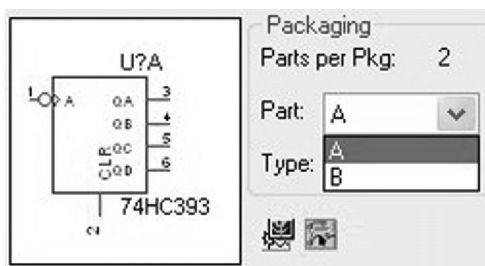 U?A
1 A QA 3
QB 4
QC 5
CLR QD 6
2
74HC393
Packaging
Parts per Pkg: 2
Part: A
A
B
Type: